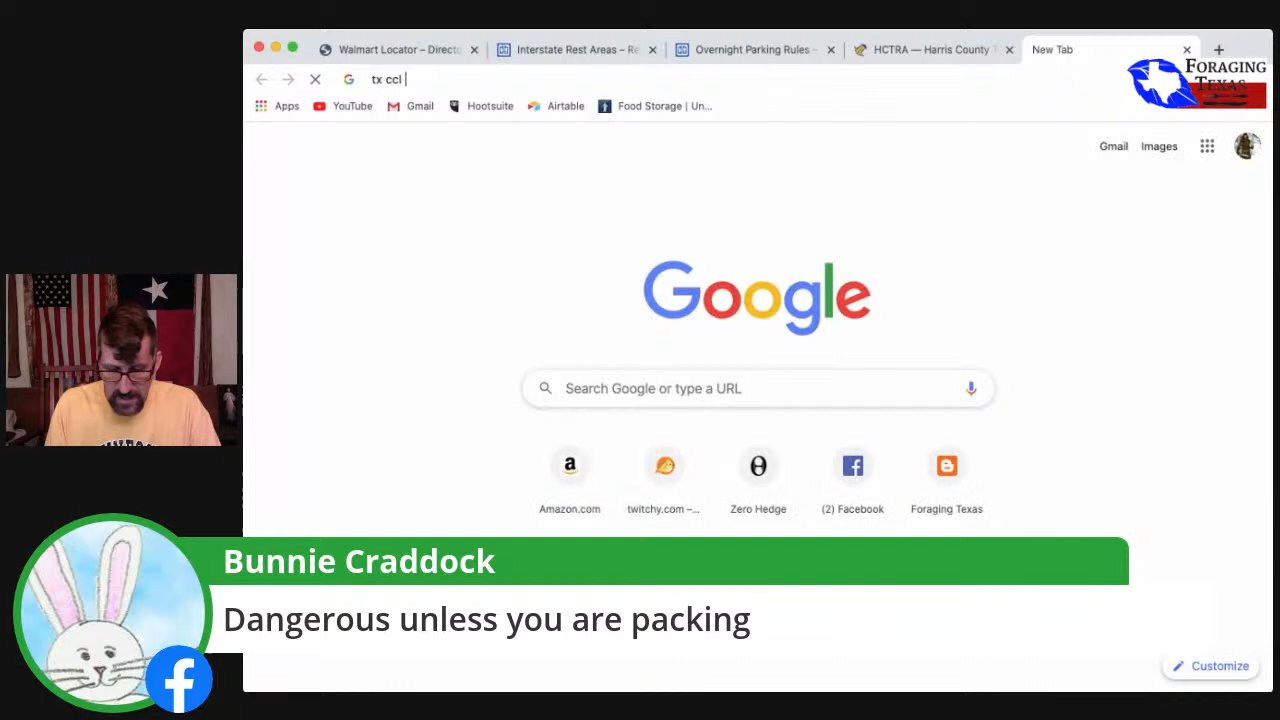 Walmart Locator – Directo
Interstate Rest Areas – Re
Overnight Parking Rules –
HCTRA — Harris County T
New Tab
tx ccl
FORAGING
TEXAS
Apps
YouTube
Gmail
Hootsuite
Airtable
Food Storage | Un...
Gmail
Images
Google
Search Google or type a URL
Amazon.com
twitchy.com –...
Zero Hedge
(2) Facebook
Foraging Texas
Bunnie Craddock
Dangerous unless you are packing
Customize